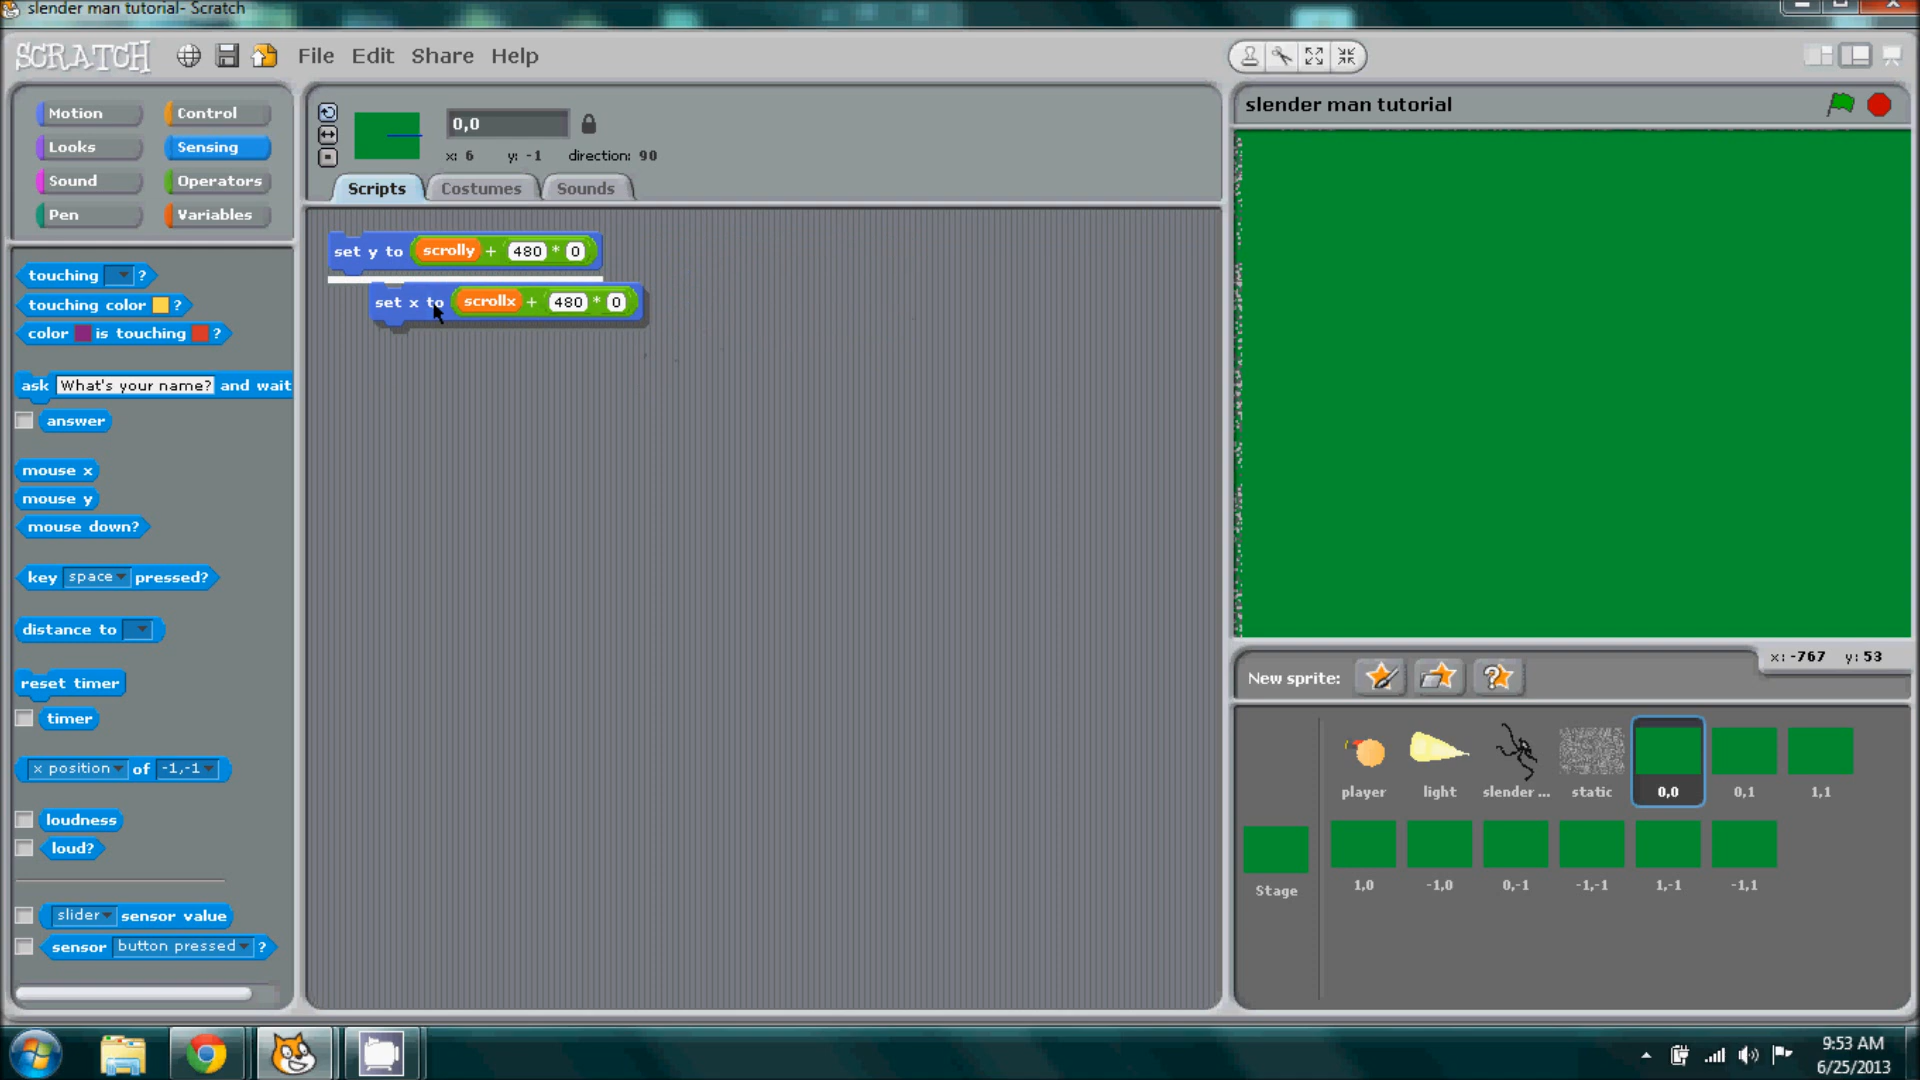 slender man tutorial- Scratch
SCRATCH File Edit Share Help
Motion Control
Looks Sensing
Sound Operators
Pen Variables
0,0
x: 6 y: -1 direction: 90
Scripts Costumes Sounds
slender man tutorial
set y to scrolly + 480 * 0
set x to scrollx + 480 * 0
touching ?
touching color ?
color is touching ?
ask What's your name? and wait
answer
mouse x
mouse y
mouse down?
key space pressed?
distance to
reset timer
timer
x position of -1,-1
loudness
loud?
slider sensor value
sensor button pressed ?
x: -767 y: 53
New sprite:
player light slender ... static 0,0 0,1 1,1
1,0 -1,0 0,-1 -1,-1 1,-1 -1,1
Stage
9:53 AM
6/25/2013